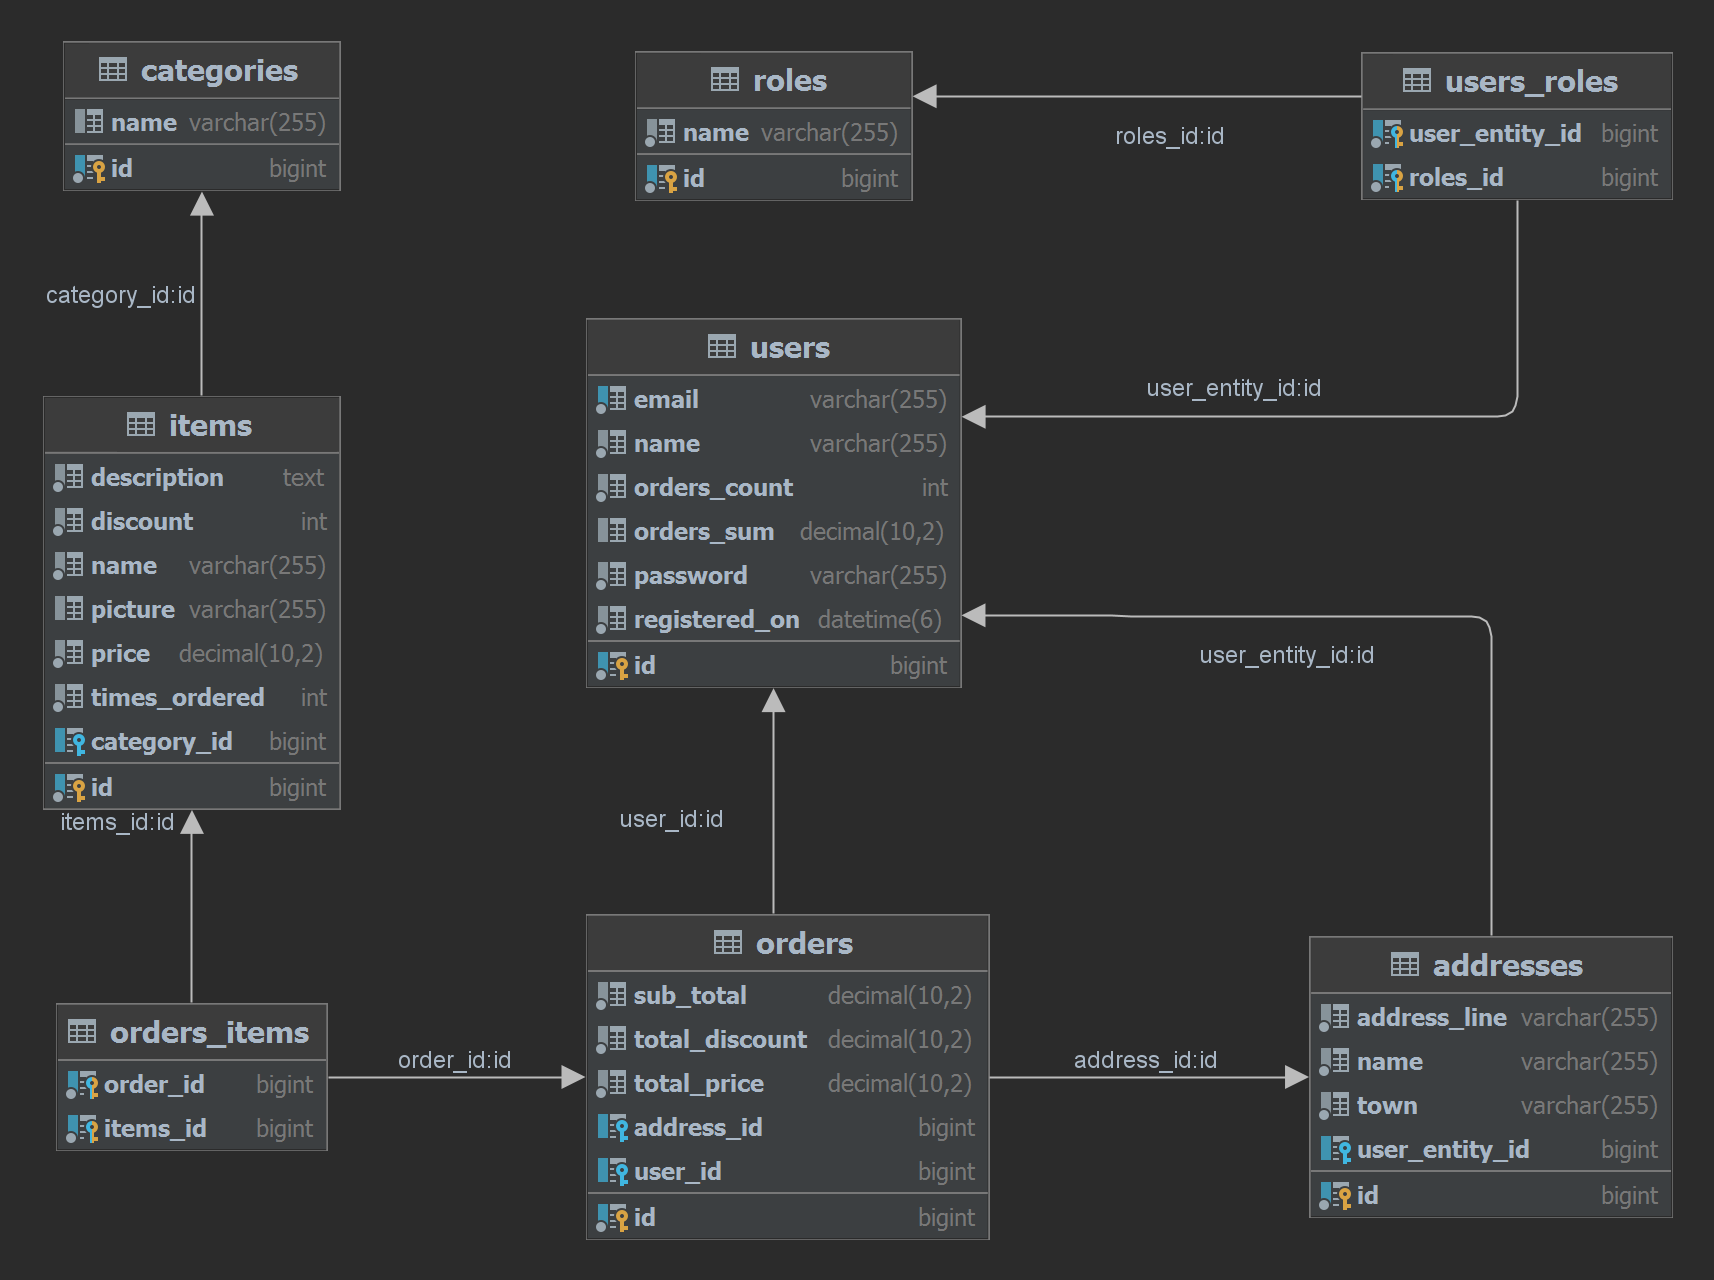 categories
name varchar(255)
id bigint
roles
name varchar(255)
id bigint
users_roles
user_entity_id bigint
roles_id bigint
roles_id:id
category_id:id
users
email varchar(255)
name varchar(255)
orders_count int
orders_sum decimal(10,2)
password varchar(255)
registered_on datetime(6)
id bigint
user_entity_id:id
items
description text
discount int
name varchar(255)
picture varchar(255)
price decimal(10,2)
times_ordered int
category_id bigint
id bigint
user_entity_id:id
items_id:id
user_id:id
orders
sub_total decimal(10,2)
total_discount decimal(10,2)
total_price decimal(10,2)
address_id bigint
user_id bigint
id bigint
addresses
address_line varchar(255)
name varchar(255)
town varchar(255)
user_entity_id bigint
id bigint
orders_items
order_id bigint
items_id bigint
order_id:id
address_id:id